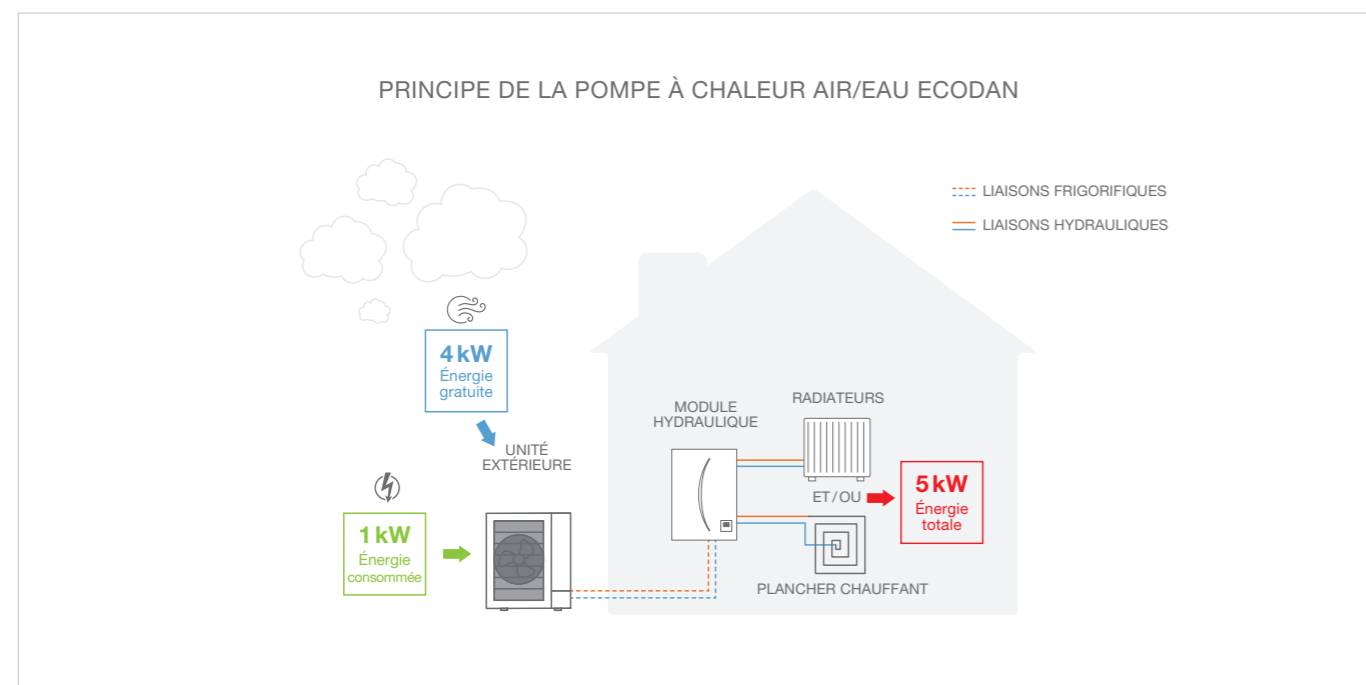 PRINCIPE DE LA POMPE À CHALEUR AIR/EAU ECODAN
LIAISONS FRIGORIFIQUES
LIAISONS HYDRAULIQUES
4 kW
Énergie
gratuite
UNITÉ
EXTÉRIEURE
1 kW
Énergie
consommée
MODULE
HYDRAULIQUE
RADIATEURS
ET / OU
PLANCHER CHAUFFANT
5 kW
Énergie
totale